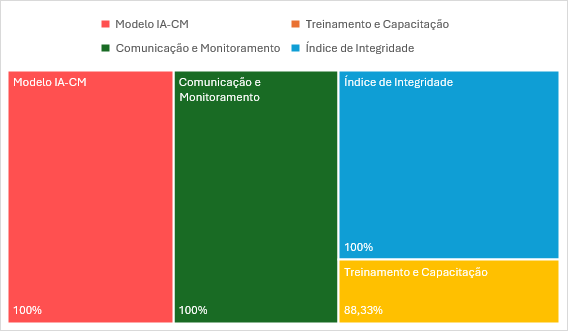 Modelo IA-CM
Treinamento e Capacitação
Comunicação e Monitoramento
Índice de Integridade
Modelo IA-CM
100%
Comunicação e
Monitoramento
100%
Índice de Integridade
100%
Treinamento e Capacitação
88,33%